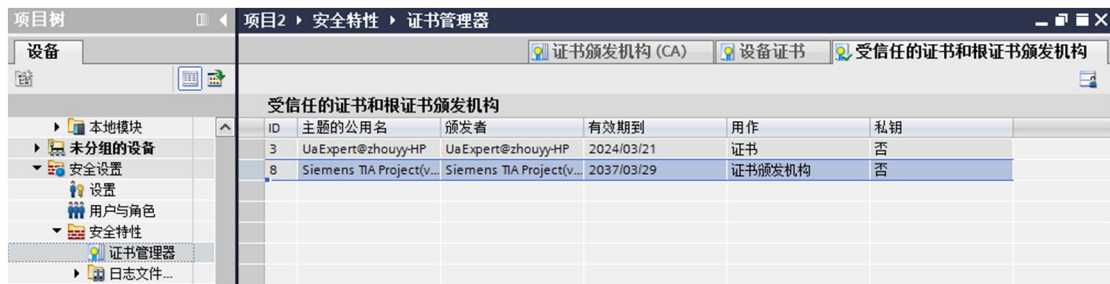 项目树
项目2 ▸ 安全特性 ▸ 证书管理器
设备
证书颁发机构 (CA)
设备证书
受信任的证书和根证书颁发机构
受信任的证书和根证书颁发机构
ID 主题的公用名 颁发者 有效期到 用作 私钥
3 UaExpert@zhouyy-HP UaExpert@zhouyy-HP 2024/03/21 证书 否
8 Siemens TIA Project(v... Siemens TIA Project(v... 2037/03/29 证书颁发机构 否
本地模块
未分组的设备
安全设置
设置
用户与角色
安全特性
证书管理器
日志文件...